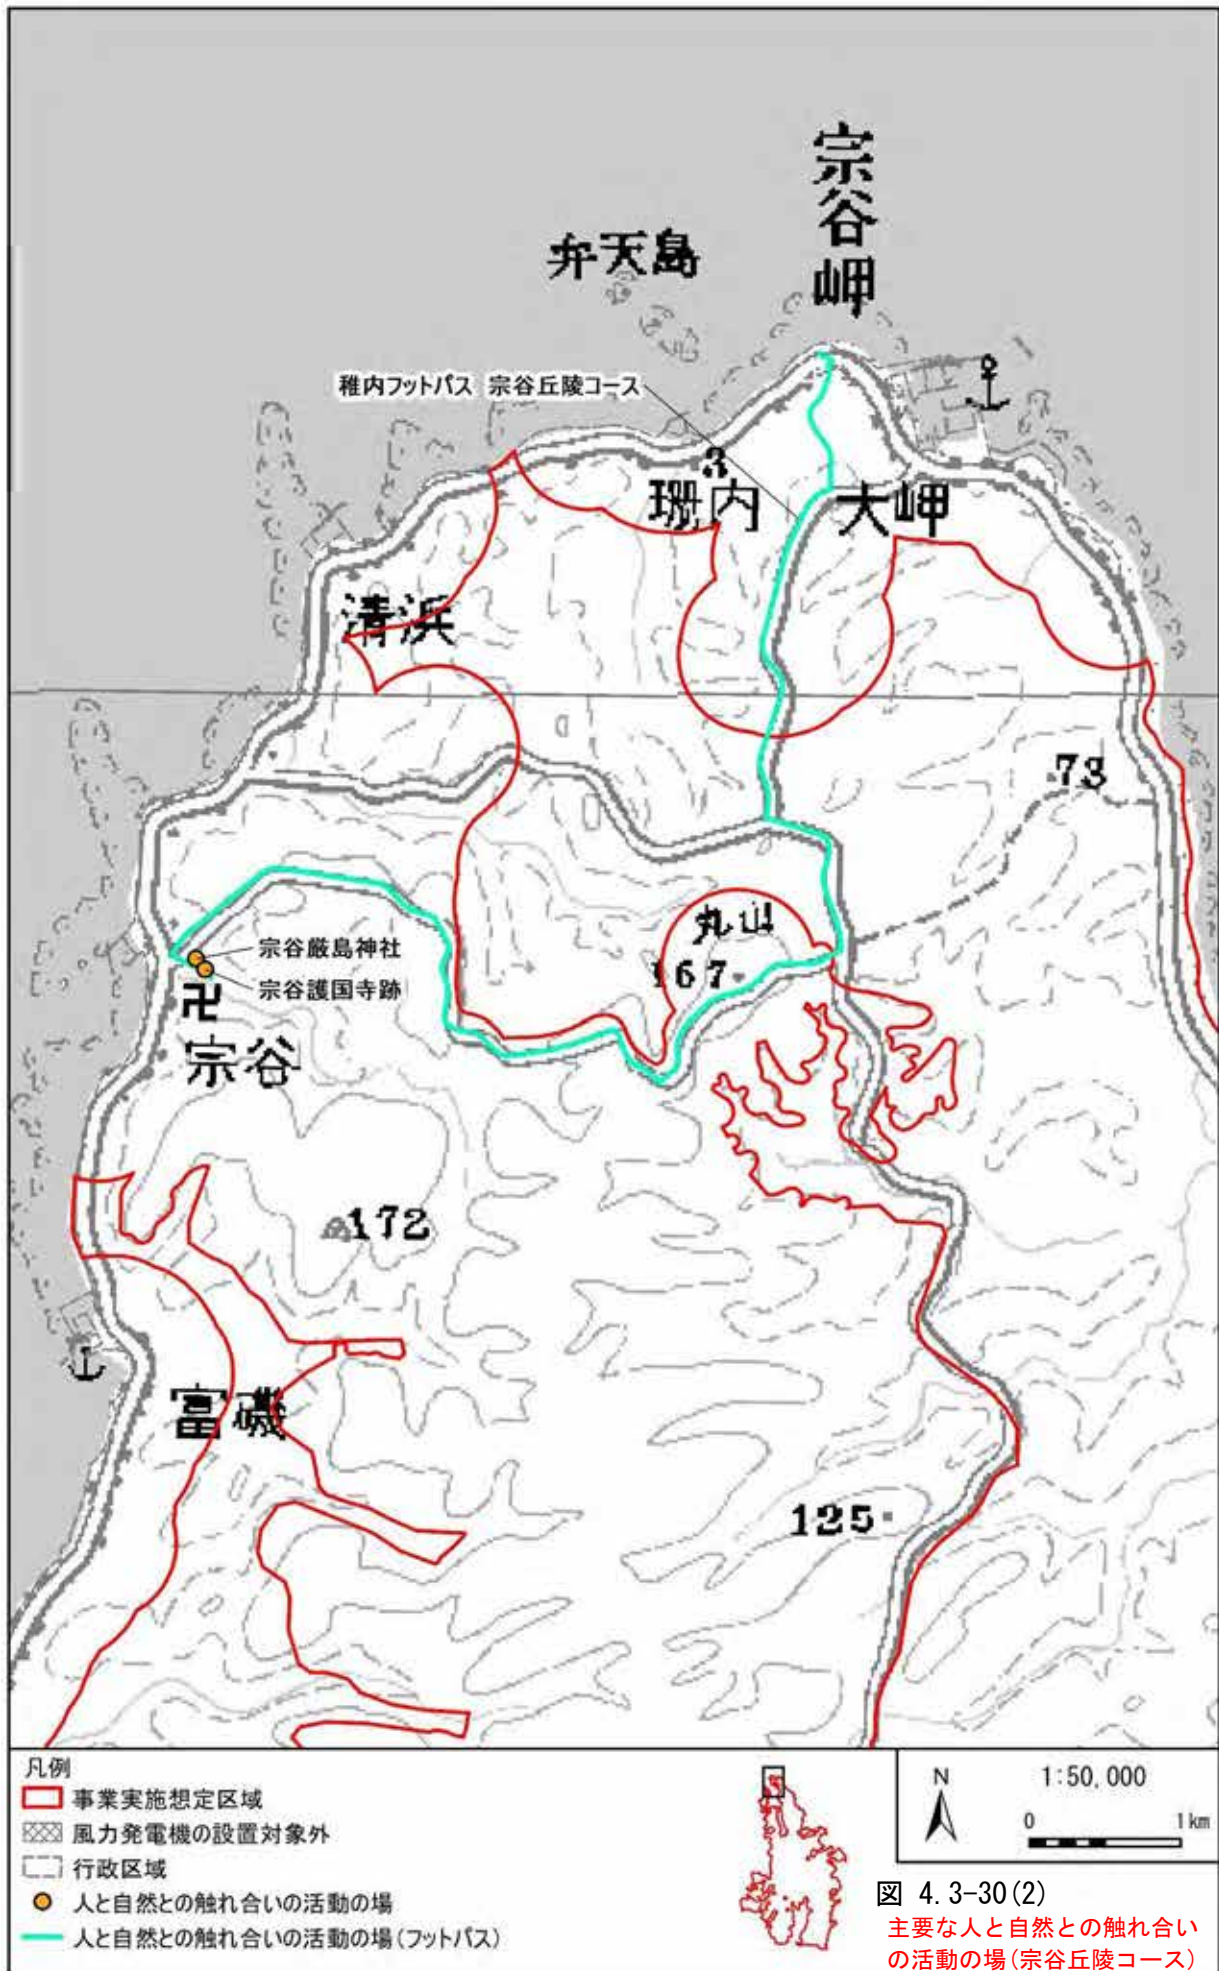 宗谷岬
弁天島
稚内フットパス 宗谷丘陵コース
3
珊内
大岬
清浜
73
丸山
167
宗谷厳島神社
宗谷護国寺跡
卍
宗谷
172
富磯
125
凡例
事業実施想定区域
風力発電機の設置対象外
行政区域
人と自然との触れ合いの活動の場
人と自然との触れ合いの活動の場(フットパス)
N
1:50,000
0 1km
図 4.3-30(2)
主要な人と自然との触れ合い
の活動の場(宗谷丘陵コース)